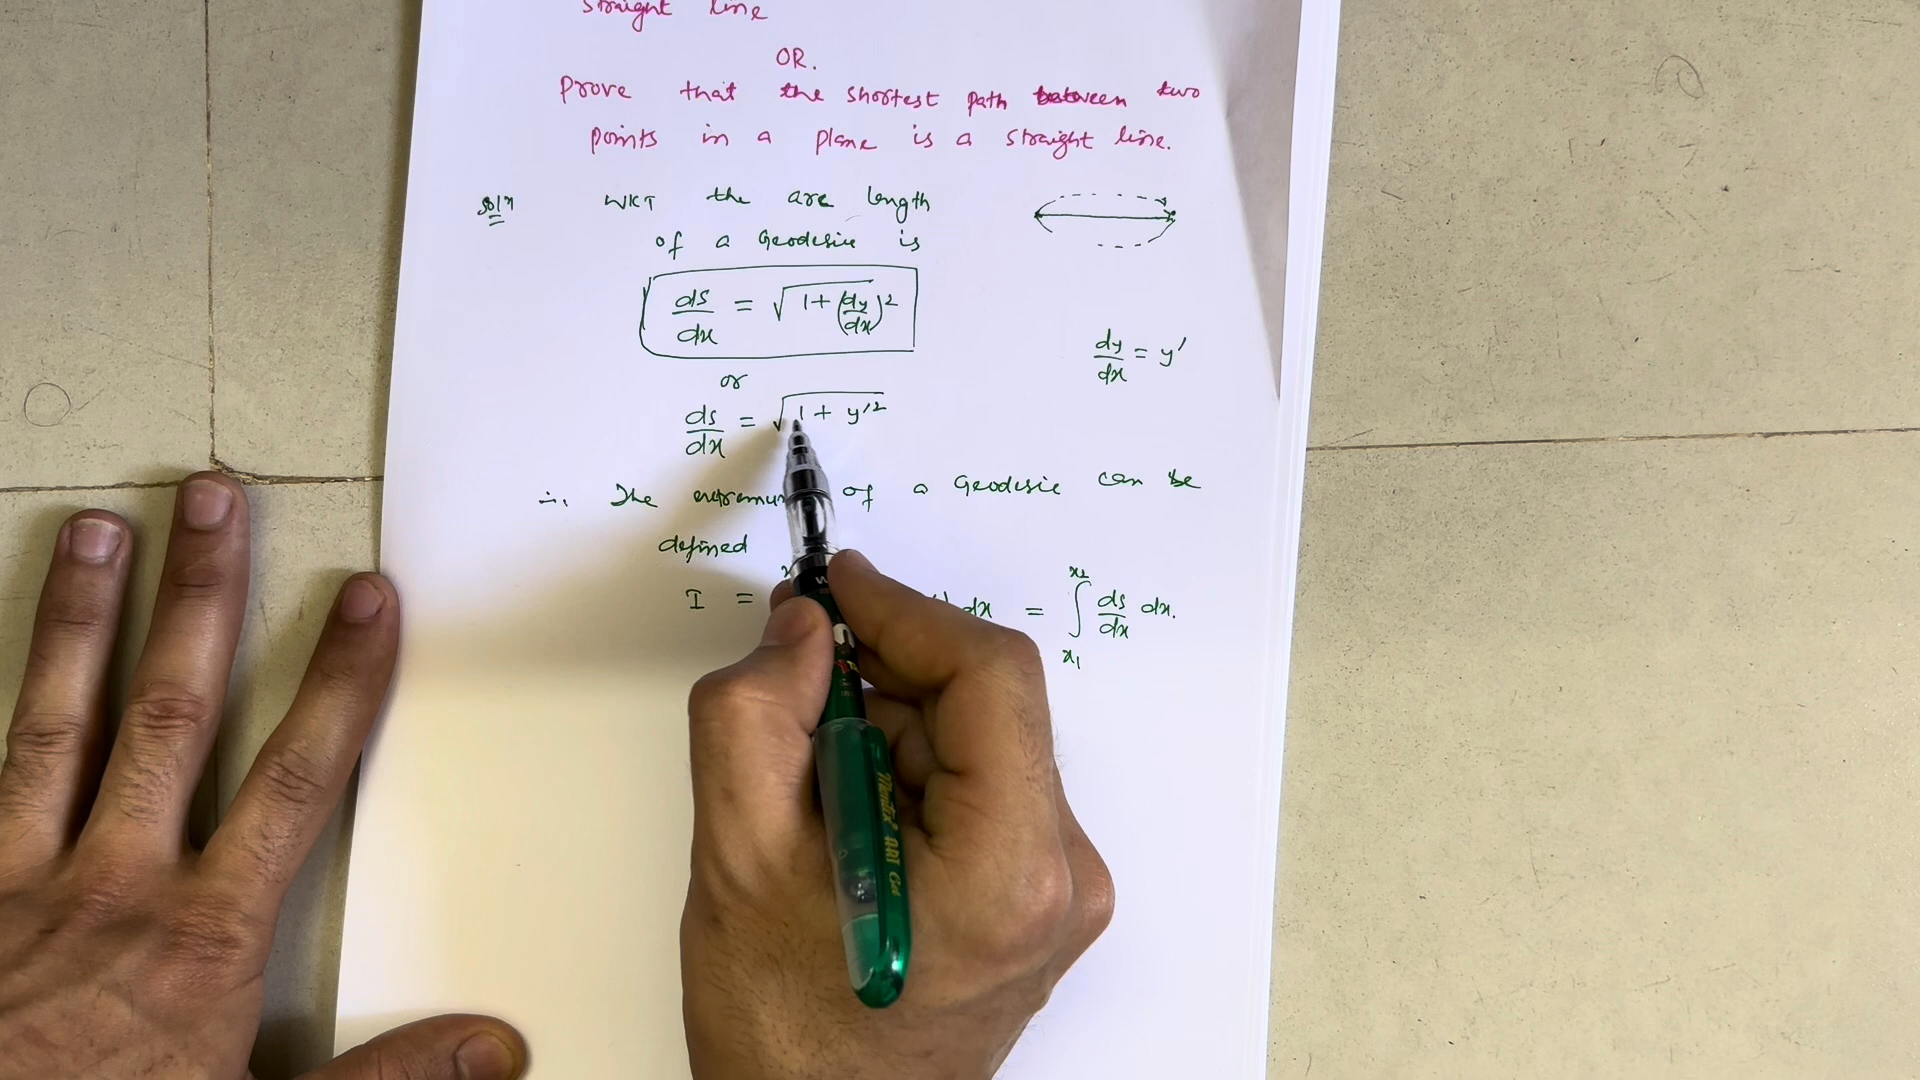 straight line
OR.
Prove that the shortest path between two
points in a plane is a straight line.
Soln WKT the arc length
of a Geodesic is
ds/dx = √1+(dy/dx)²
dy/dx = y'
or
ds/dx = √1 + y'²
∴ The of a Geodesic can be
defined
I = dx = ∫x₁^x₂ ds/dx dx.
ART Gel